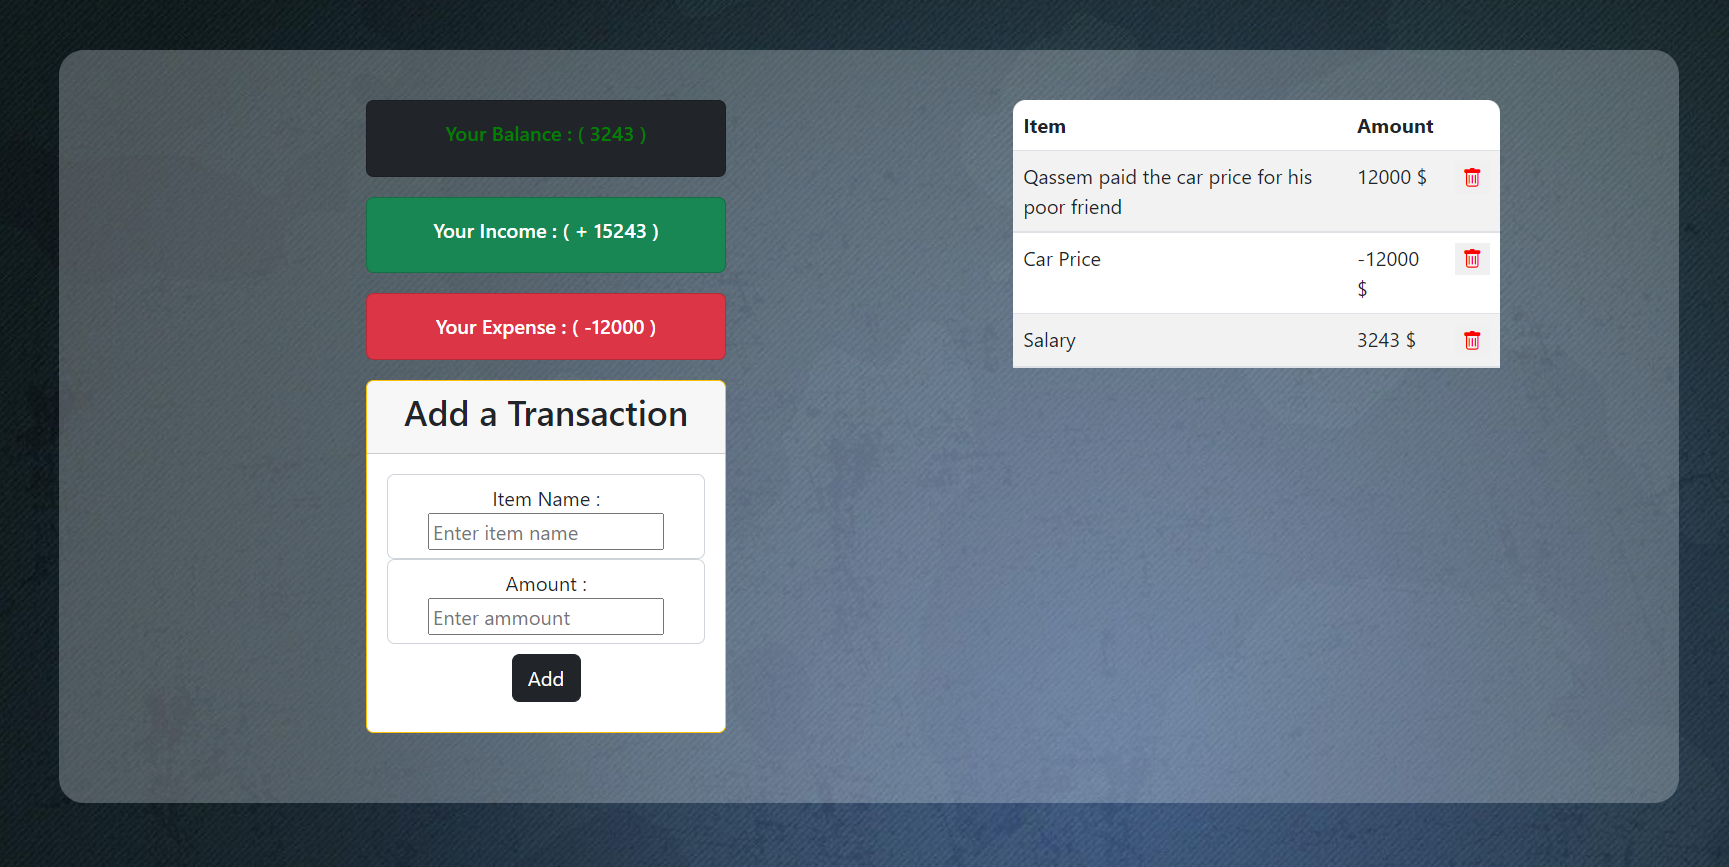 Your Balance : ( 3243 )
Your Income : ( + 15243 )
Your Expense : ( -12000 )
Add a Transaction
Item Name :
Enter item name
Amount :
Enter ammount
Add
Item Amount
Qassem paid the car price for his 12000 $
poor friend
Car Price -12000
$
Salary 3243 $